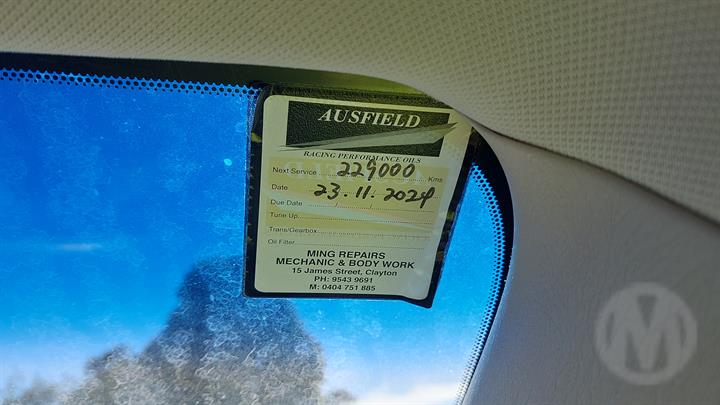 AUSFIELD
RACING PERFORMANCE OILS
Next Service 229000 Kms
Date 23.11.2024
Due Date / /
Tune Up
Trans/Gearbox
Oil Filter
MING REPAIRS
MECHANIC & BODY WORK
15 James Street, Clayton
PH: 9543 9691
M: 0404 751 885
M